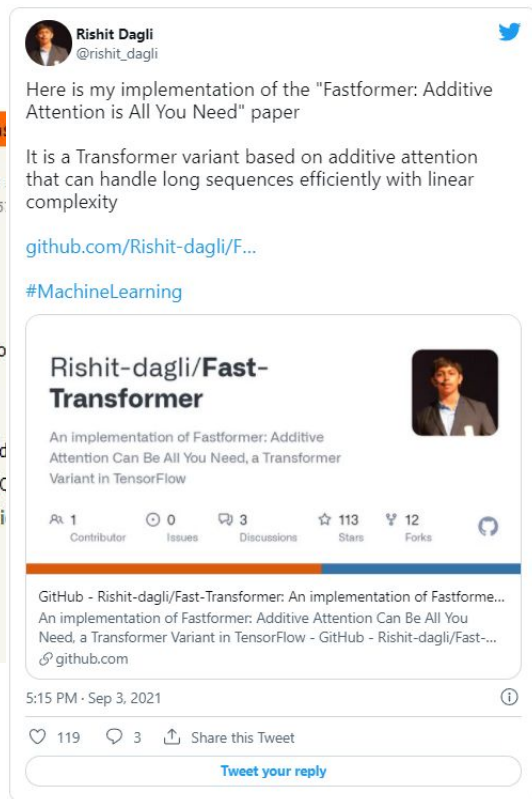 Rishit Dagli
@rishit_dagli
Here is my implementation of the "Fastformer: Additive
Attention is All You Need" paper
It is a Transformer variant based on additive attention
that can handle long sequences efficiently with linear
complexity
github.com/Rishit-dagli/F...
#MachineLearning
Rishit-dagli/Fast-
Transformer
An implementation of Fastformer: Additive
Attention Can Be All You Need, a Transformer
Variant in TensorFlow
1 0 3 113 12
Contributor Issues Discussions Stars Forks
GitHub - Rishit-dagli/Fast-Transformer: An implementation of Fastforme...
An implementation of Fastformer: Additive Attention Can Be All You
Need, a Transformer Variant in TensorFlow - GitHub - Rishit-dagli/Fast-...
github.com
5:15 PM · Sep 3, 2021
119 3 Share this Tweet
Tweet your reply